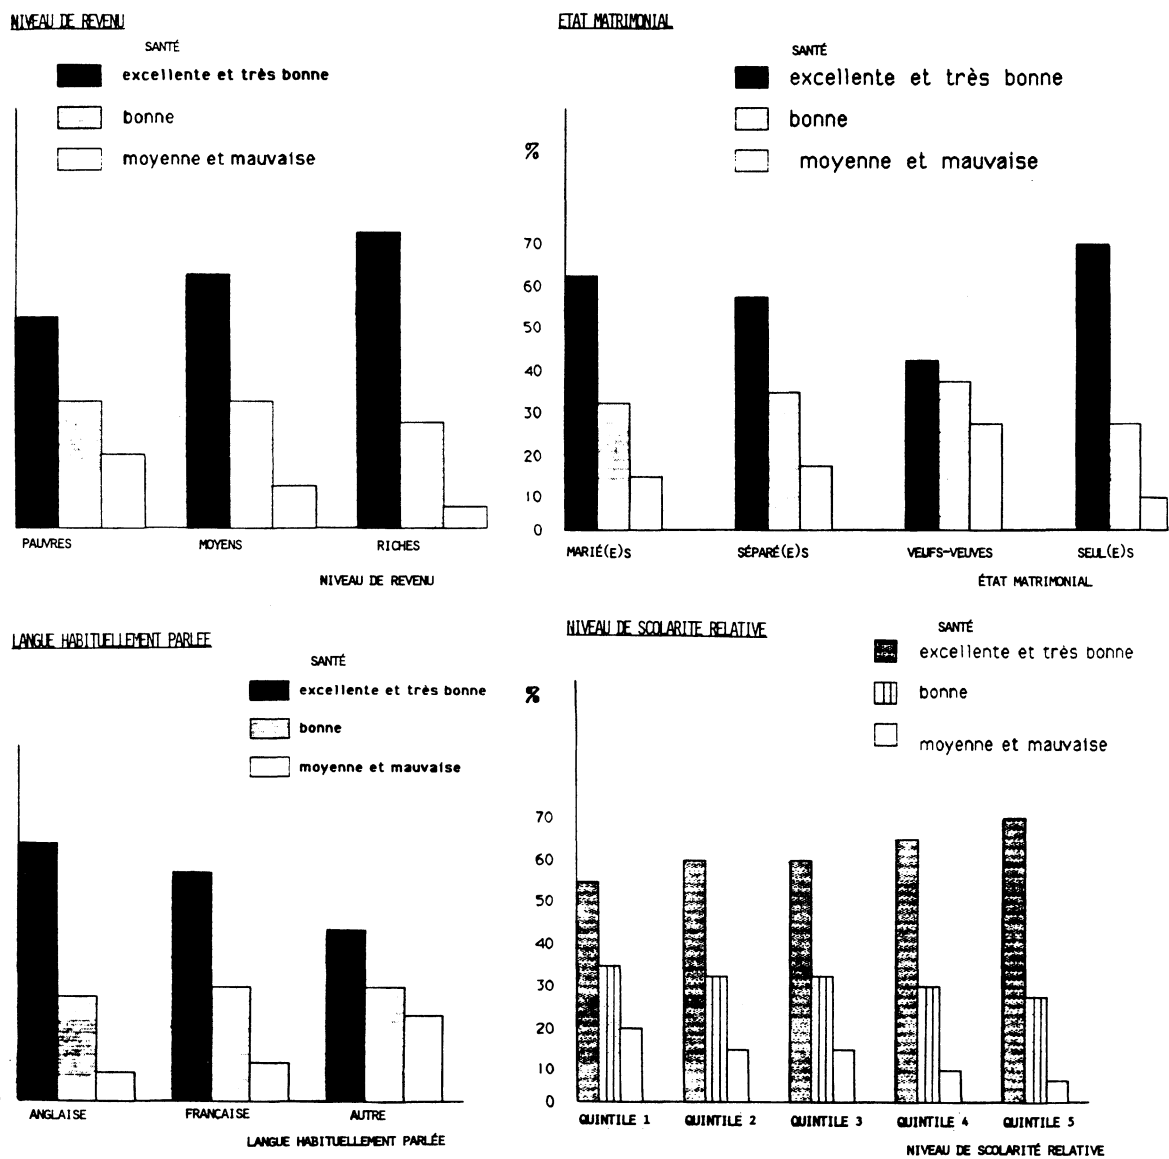 NIVEAU DE REVENU
SANTÉ
excellente et très bonne
bonne
moyenne et mauvaise
PAUVRES MOYENS RICHES
NIVEAU DE REVENU
ETAT MATRIMONIAL
SANTÉ
excellente et très bonne
bonne
moyenne et mauvaise
%
70
60
50
40
30
20
10
0
MARIÉ(E)S SÉPARÉ(E)S VEUFS-VEUVES SEUL(E)S
ÉTAT MATRIMONIAL
LANGUE HABITUELLEMENT PARLEE
SANTÉ
excellente et très bonne
bonne
moyenne et mauvaise
ANGLAISE FRANÇAISE AUTRE
LANGUE HABITUELLEMENT PARLÉE
NIVEAU DE SCOLARITE RELATIVE
SANTÉ
excellente et très bonne
bonne
moyenne et mauvaise
%
70
60
50
40
30
20
10
0
QUINTILE 1 QUINTILE 2 QUINTILE 3 QUINTILE 4 QUINTILE 5
NIVEAU DE SCOLARITÉ RELATIVE